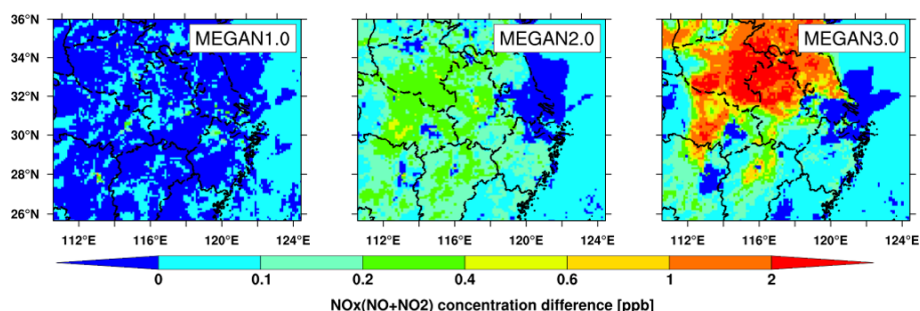 36°N
34°N
32°N
30°N
28°N
26°N
MEGAN1.0
MEGAN2.0
MEGAN3.0
112°E 116°E 120°E 124°E
112°E 116°E 120°E 124°E
112°E 116°E 120°E 124°E
0 0.1 0.2 0.4 0.6 1 2
NOx(NO+NO2) concentration difference [ppb]